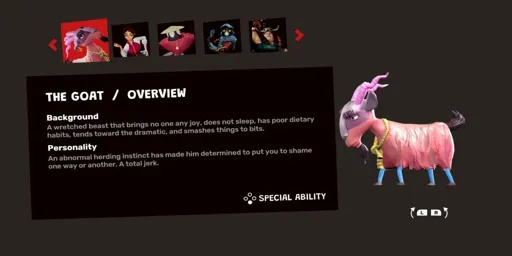 THE GOAT / OVERVIEW
Background
A wretched beast that brings no one any joy, does not sleep, has poor dietary
habits, tends toward the dramatic, and smashes things to bits.
Personality
An abnormal herding instinct has made him determined to put you to shame
one way or another. A total jerk.
SPECIAL ABILITY
L R